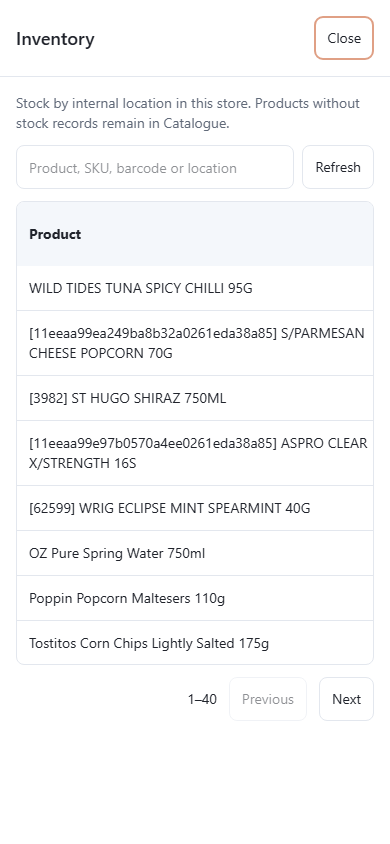 Inventory
Close
Stock by internal location in this store. Products without
stock records remain in Catalogue.
Product, SKU, barcode or location
Refresh
Product
WILD TIDES TUNA SPICY CHILLI 95G
[11eeaa99ea249ba8b32a0261eda38a85] S/PARMESAN
CHEESE POPCORN 70G
[3982] ST HUGO SHIRAZ 750ML
[11eeaa99e97b0570a4ee0261eda38a85] ASPRO CLEAR
X/STRENGTH 16S
[62599] WRIG ECLIPSE MINT SPEARMINT 40G
OZ Pure Spring Water 750ml
Poppin Popcorn Maltesers 110g
Tostitos Corn Chips Lightly Salted 175g
1–40
Previous
Next